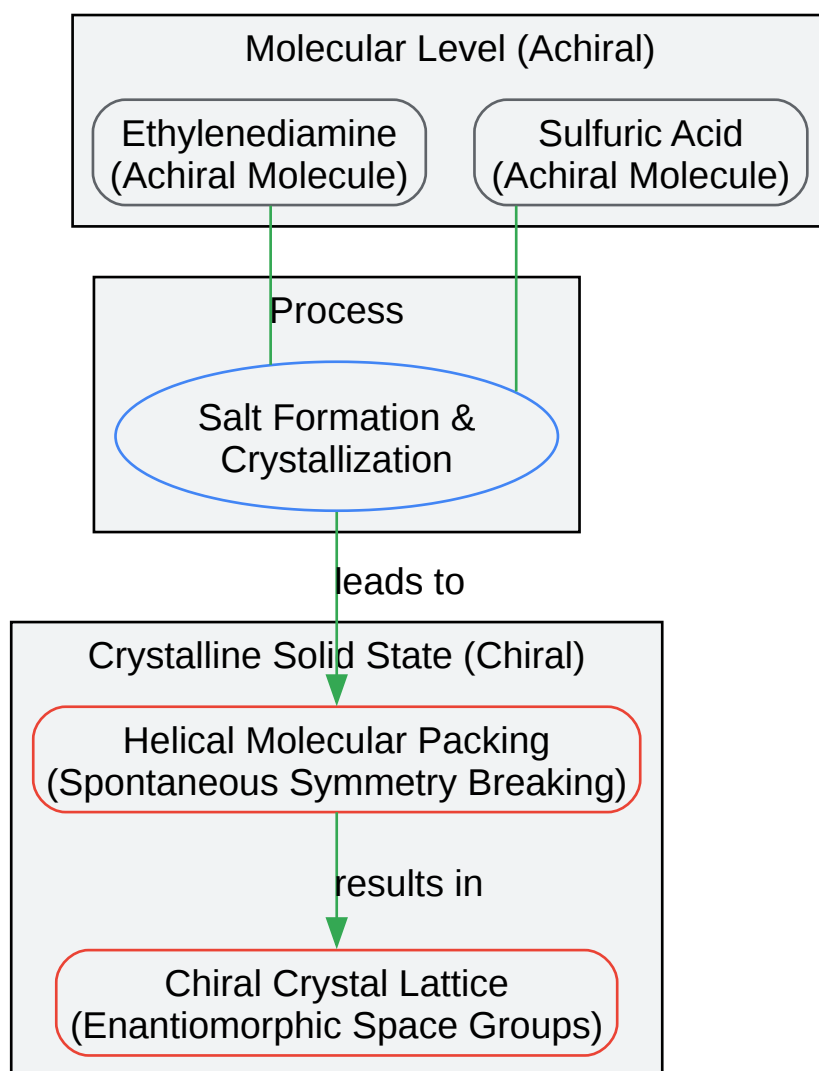 Molecular Level (Achiral)
Ethylenediamine
(Achiral Molecule)
Sulfuric Acid
(Achiral Molecule)
Process
Salt Formation &
Crystallization
leads to
Crystalline Solid State (Chiral)
Helical Molecular Packing
(Spontaneous Symmetry Breaking)
results in
Chiral Crystal Lattice
(Enantiomorphic Space Groups)